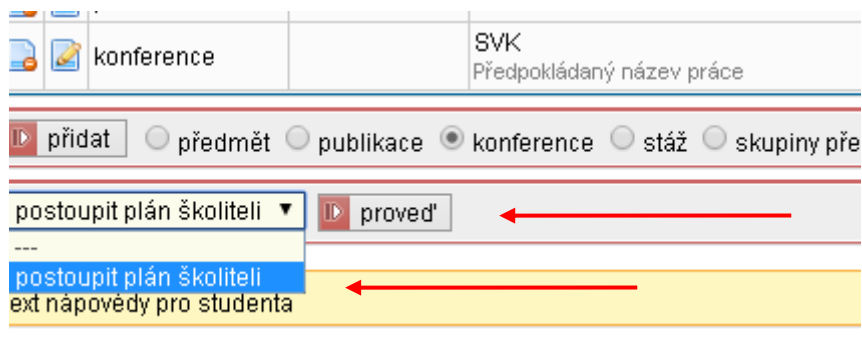 konference
SVK
Předpokládaný název práce
přidat předmět publikace konference stáž skupiny pře
postoupit plán školiteli proveď
---
postoupit plán školiteli
ext nápovědy pro studenta